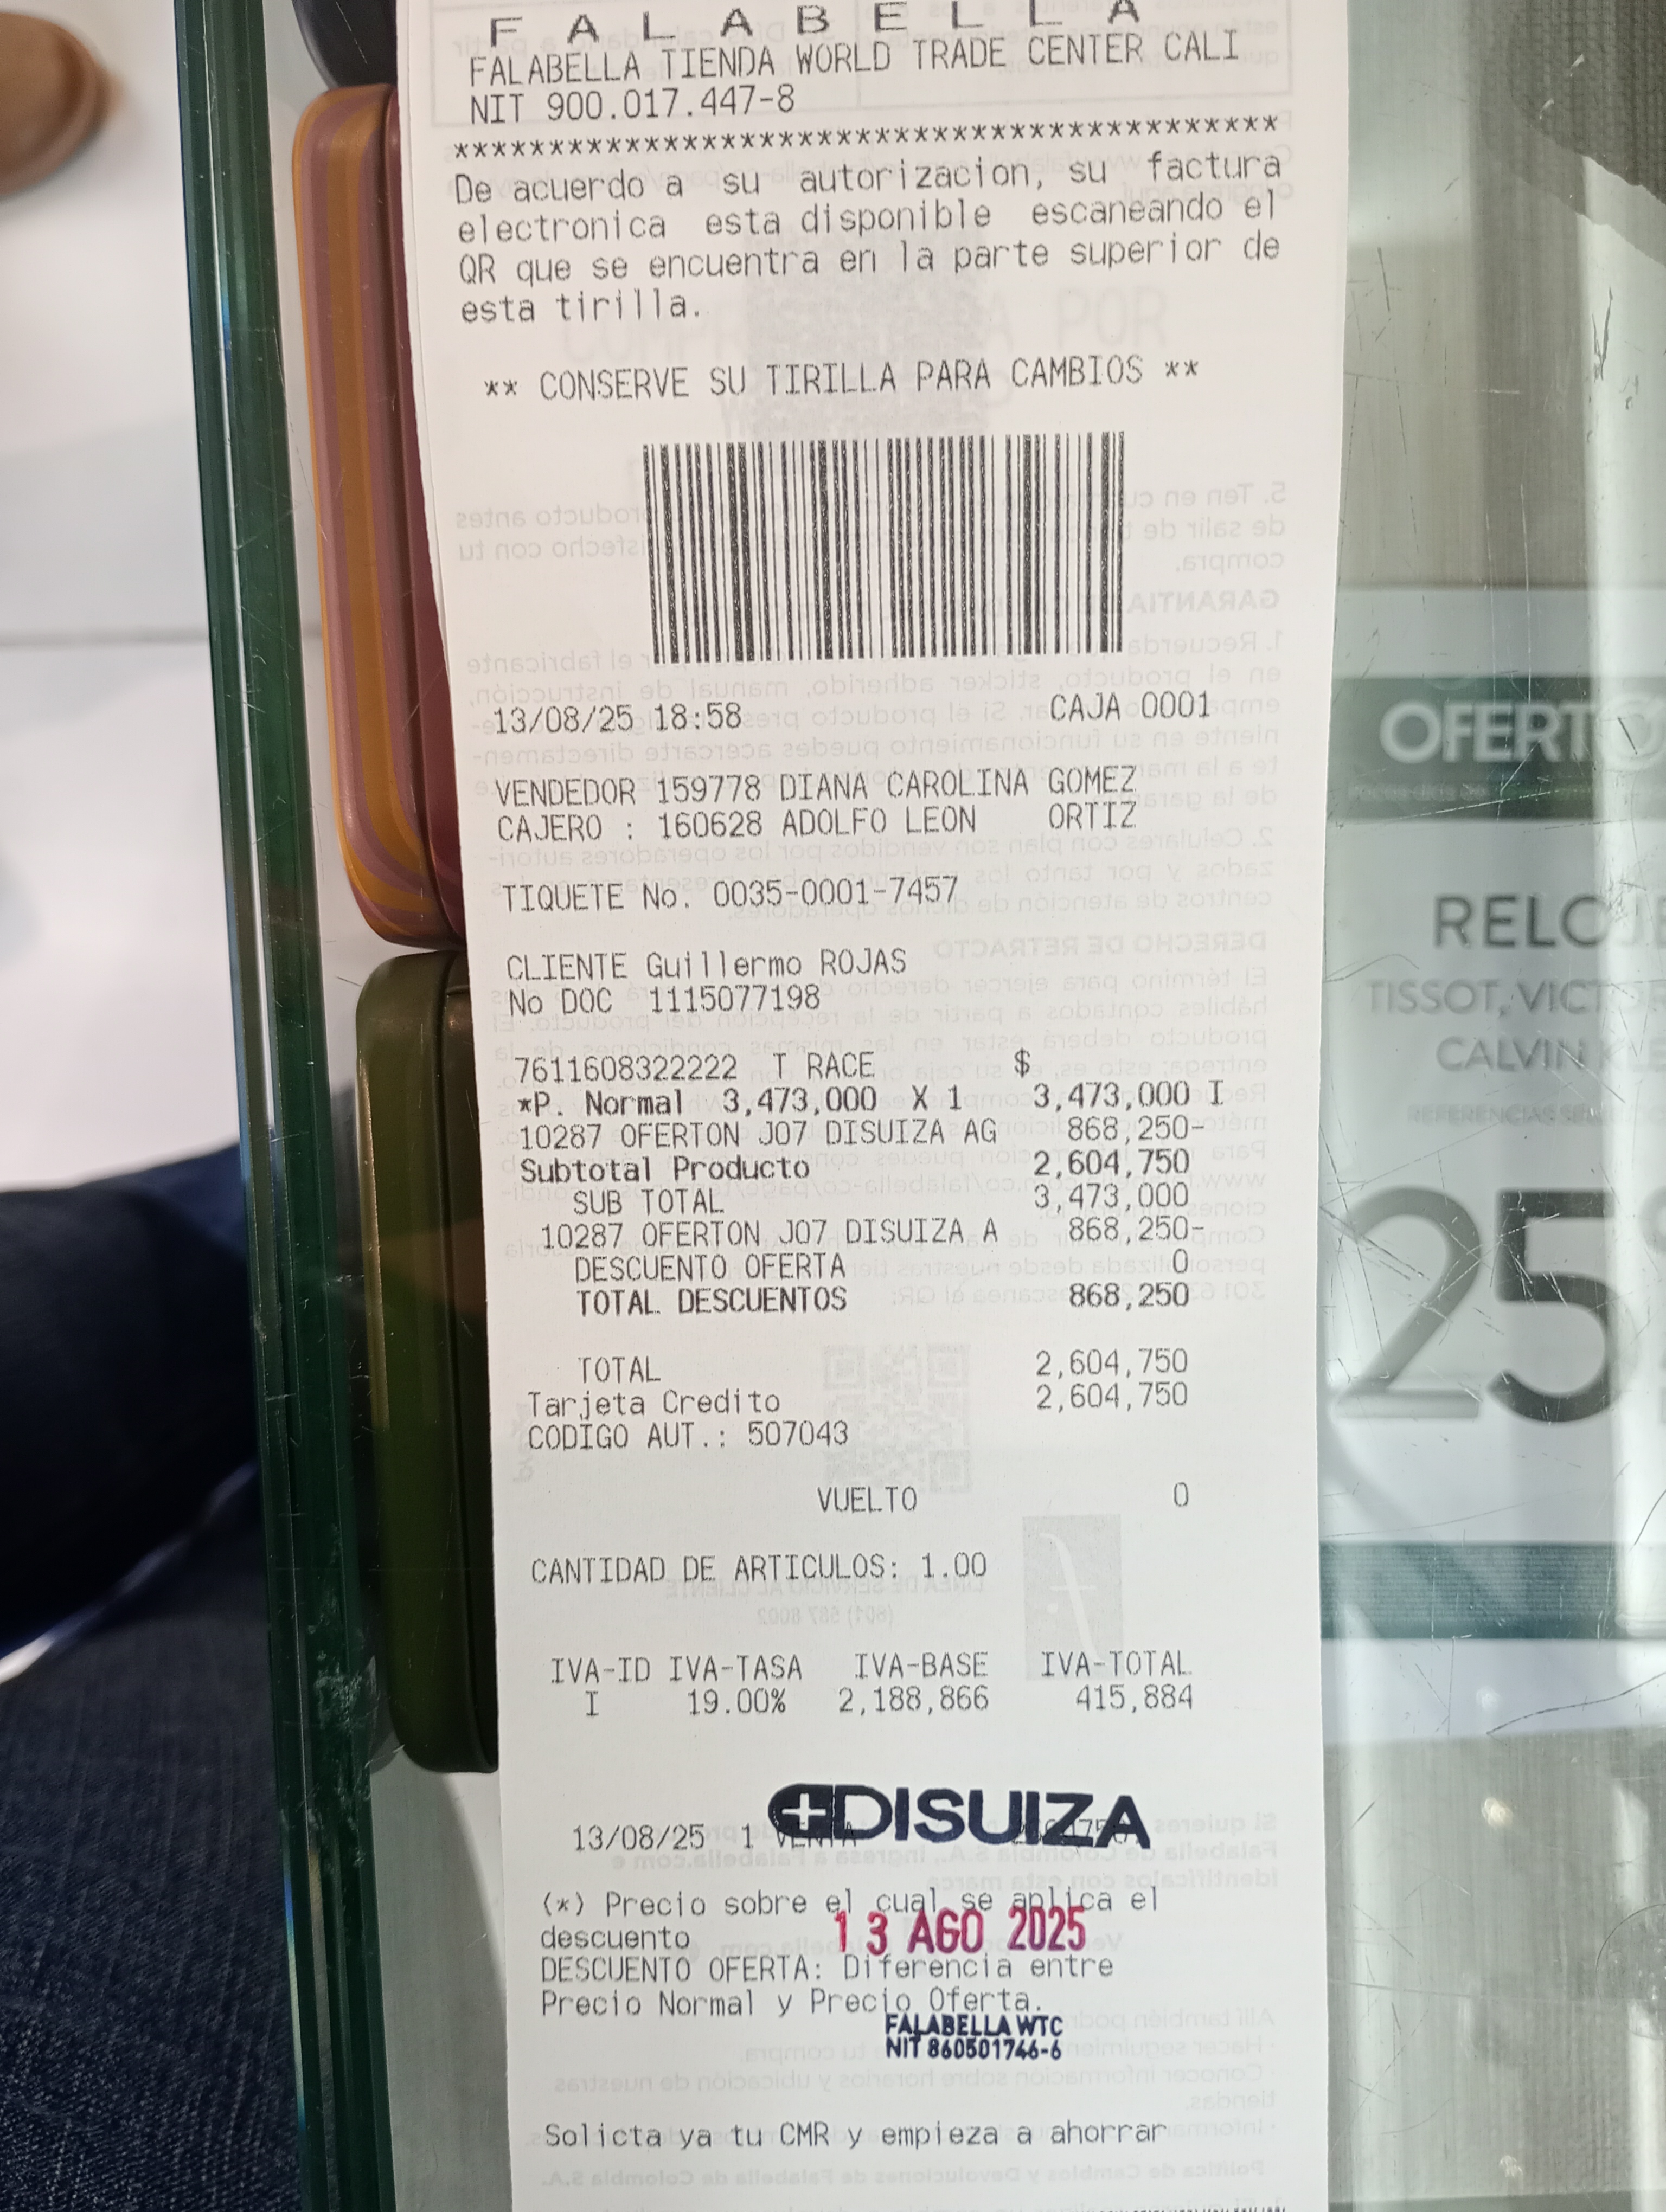 F A L A B E L L A
FALABELLA TIENDA WORLD TRADE CENTER CALI
NIT 900.017.447-8
*****************************************
De acuerdo a su autorizacion, su factura
electronica esta disponible escaneando el
QR que se encuentra en la parte superior de
esta tirilla.
** CONSERVE SU TIRILLA PARA CAMBIOS **
13/08/25 18:58 CAJA 0001
VENDEDOR 159778 DIANA CAROLINA GOMEZ
CAJERO : 160628 ADOLFO LEON ORTIZ
TIQUETE No. 0035-0001-7457
CLIENTE Guillermo ROJAS
No DOC 1115077198
7611608322222 T RACE $
*P. Normal 3,473,000 X 1 3,473,000 I
10287 OFERTON J07 DISUIZA AG 868,250-
Subtotal Producto 2,604,750
SUB TOTAL 3,473,000
10287 OFERTON J07 DISUIZA A 868,250-
DESCUENTO OFERTA 0
TOTAL DESCUENTOS 868,250
TOTAL 2,604,750
Tarjeta Credito 2,604,750
CODIGO AUT.: 507043
VUELTO 0
CANTIDAD DE ARTICULOS: 1.00
IVA-ID IVA-TASA IVA-BASE IVA-TOTAL
I 19.00% 2,188,866 415,884
DISUIZA
13/08/25 1 VENTA
(*) Precio sobre el cual se aplica el
descuento
13 AGO 2025
DESCUENTO OFERTA: Diferencia entre
Precio Normal y Precio Oferta.
FALABELLA WTC
NIT 860501746-6
Solicta ya tu CMR y empieza a ahorrar
OFERT
RELOJE
TISSOT, VICTOR
CALVIN KLE
25